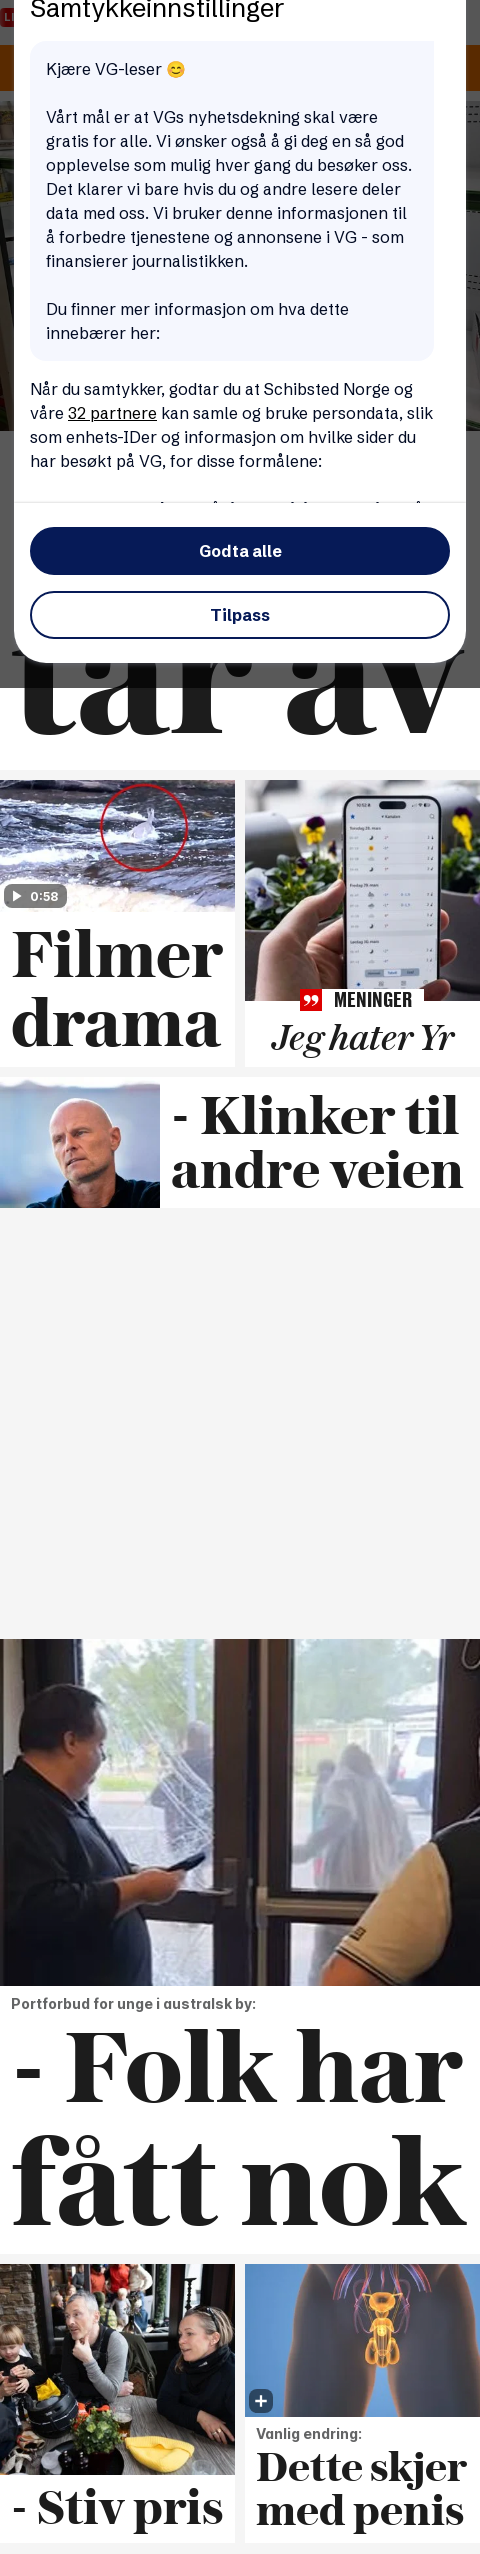 Samtykkeinnstillinger
Kjære VG-leser 😊
Vårt mål er at VGs nyhetsdekning skal være
gratis for alle. Vi ønsker også å gi deg en så god
opplevelse som mulig hver gang du besøker oss.
Det klarer vi bare hvis du og andre lesere deler
data med oss. Vi bruker denne informasjonen til
å forbedre tjenestene og annonsene i VG - som
finansierer journalistikken.
Du finner mer informasjon om hva dette
innebærer her:
Når du samtykker, godtar du at Schibsted Norge og
våre 32 partnere kan samle og bruke persondata, slik
som enhets-IDer og informasjon om hvilke sider du
har besøkt på VG, for disse formålene:
Godta alle
Tilpass
tar av
0:58
Filmer
drama
MENINGER
Jeg hater Yr
- Klinker til
andre veien
Portforbud for unge i australsk by:
- Folk har
fått nok
- Stiv pris
Vanlig endring:
Dette skjer
med penis